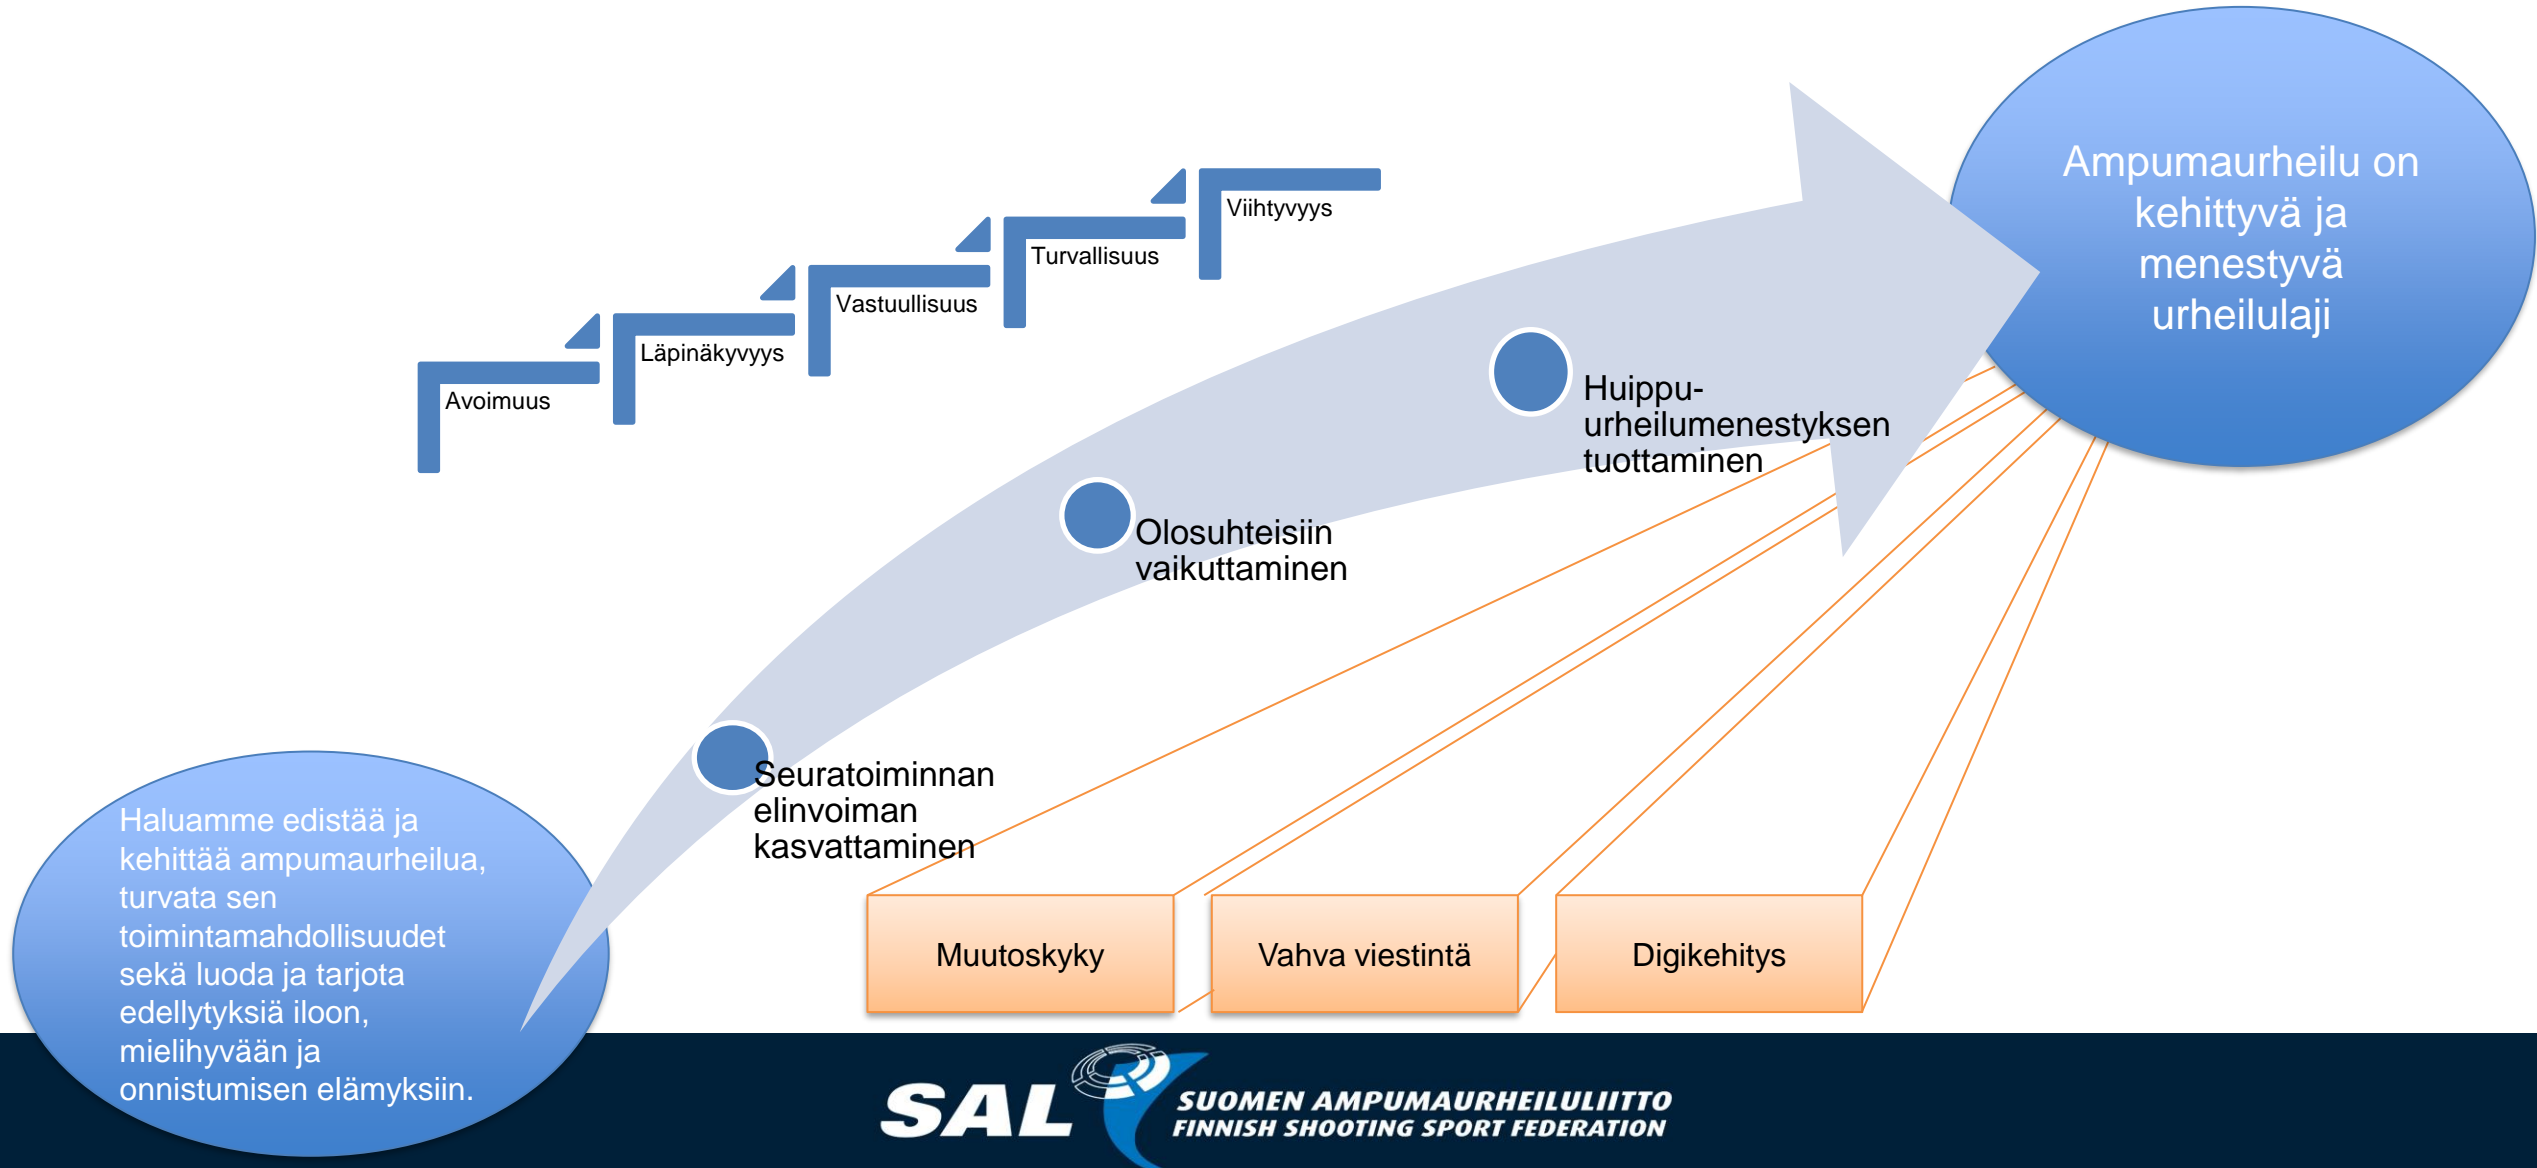 Ampumaurheilu on
kehittyvä ja
menestyvä
urheilulaji
Viihtyvyys
Turvallisuus
Vastuullisuus
Läpinäkyvyys
Avoimuus
Huippu-
urheilumenestyksen
tuottaminen
Olosuhteisiin
vaikuttaminen
Seuratoiminnan
elinvoiman
kasvattaminen
Haluamme edistää ja
kehittää ampumaurheilua,
turvata sen
toimintamahdollisuudet
sekä luoda ja tarjota
edellytyksiä iloon,
mielihyvään ja
onnistumisen elämyksiin.
Muutoskyky
Vahva viestintä
Digikehitys
SAL
SUOMEN AMPUMAURHEILULIITTO
FINNISH SHOOTING SPORT FEDERATION